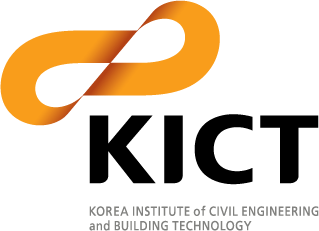 KICT
KOREA INSTITUTE of CIVIL ENGINEERING
and BUILDING TECHNOLOGY